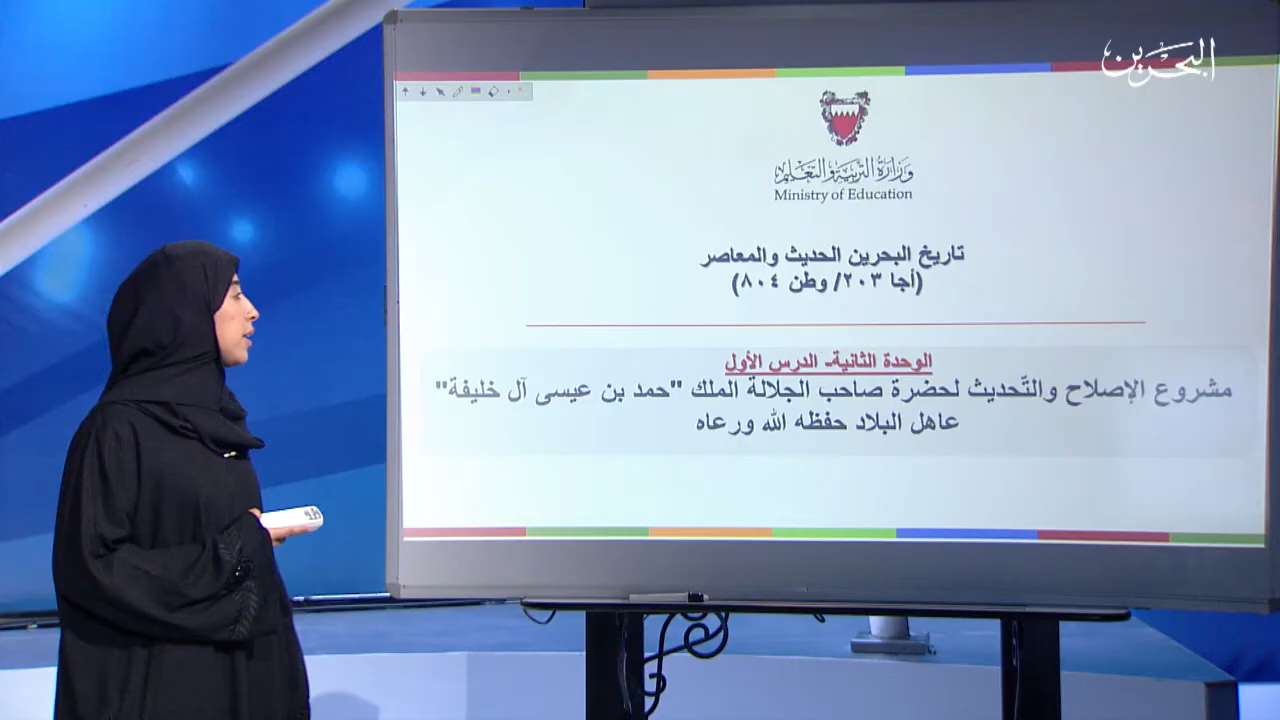 البحرين
وزارة التربية والتعليم
Ministry of Education
تاريخ البحرين الحديث والمعاصر
(أجا ٢٠٣/ وطن ٨٠٤)
الوحدة الثانية- الدرس الأول
مشروع الإصلاح والتّحديث لحضرة صاحب الجلالة الملك "حمد بن عيسى آل خليفة"
عاهل البلاد حفظه الله ورعاه